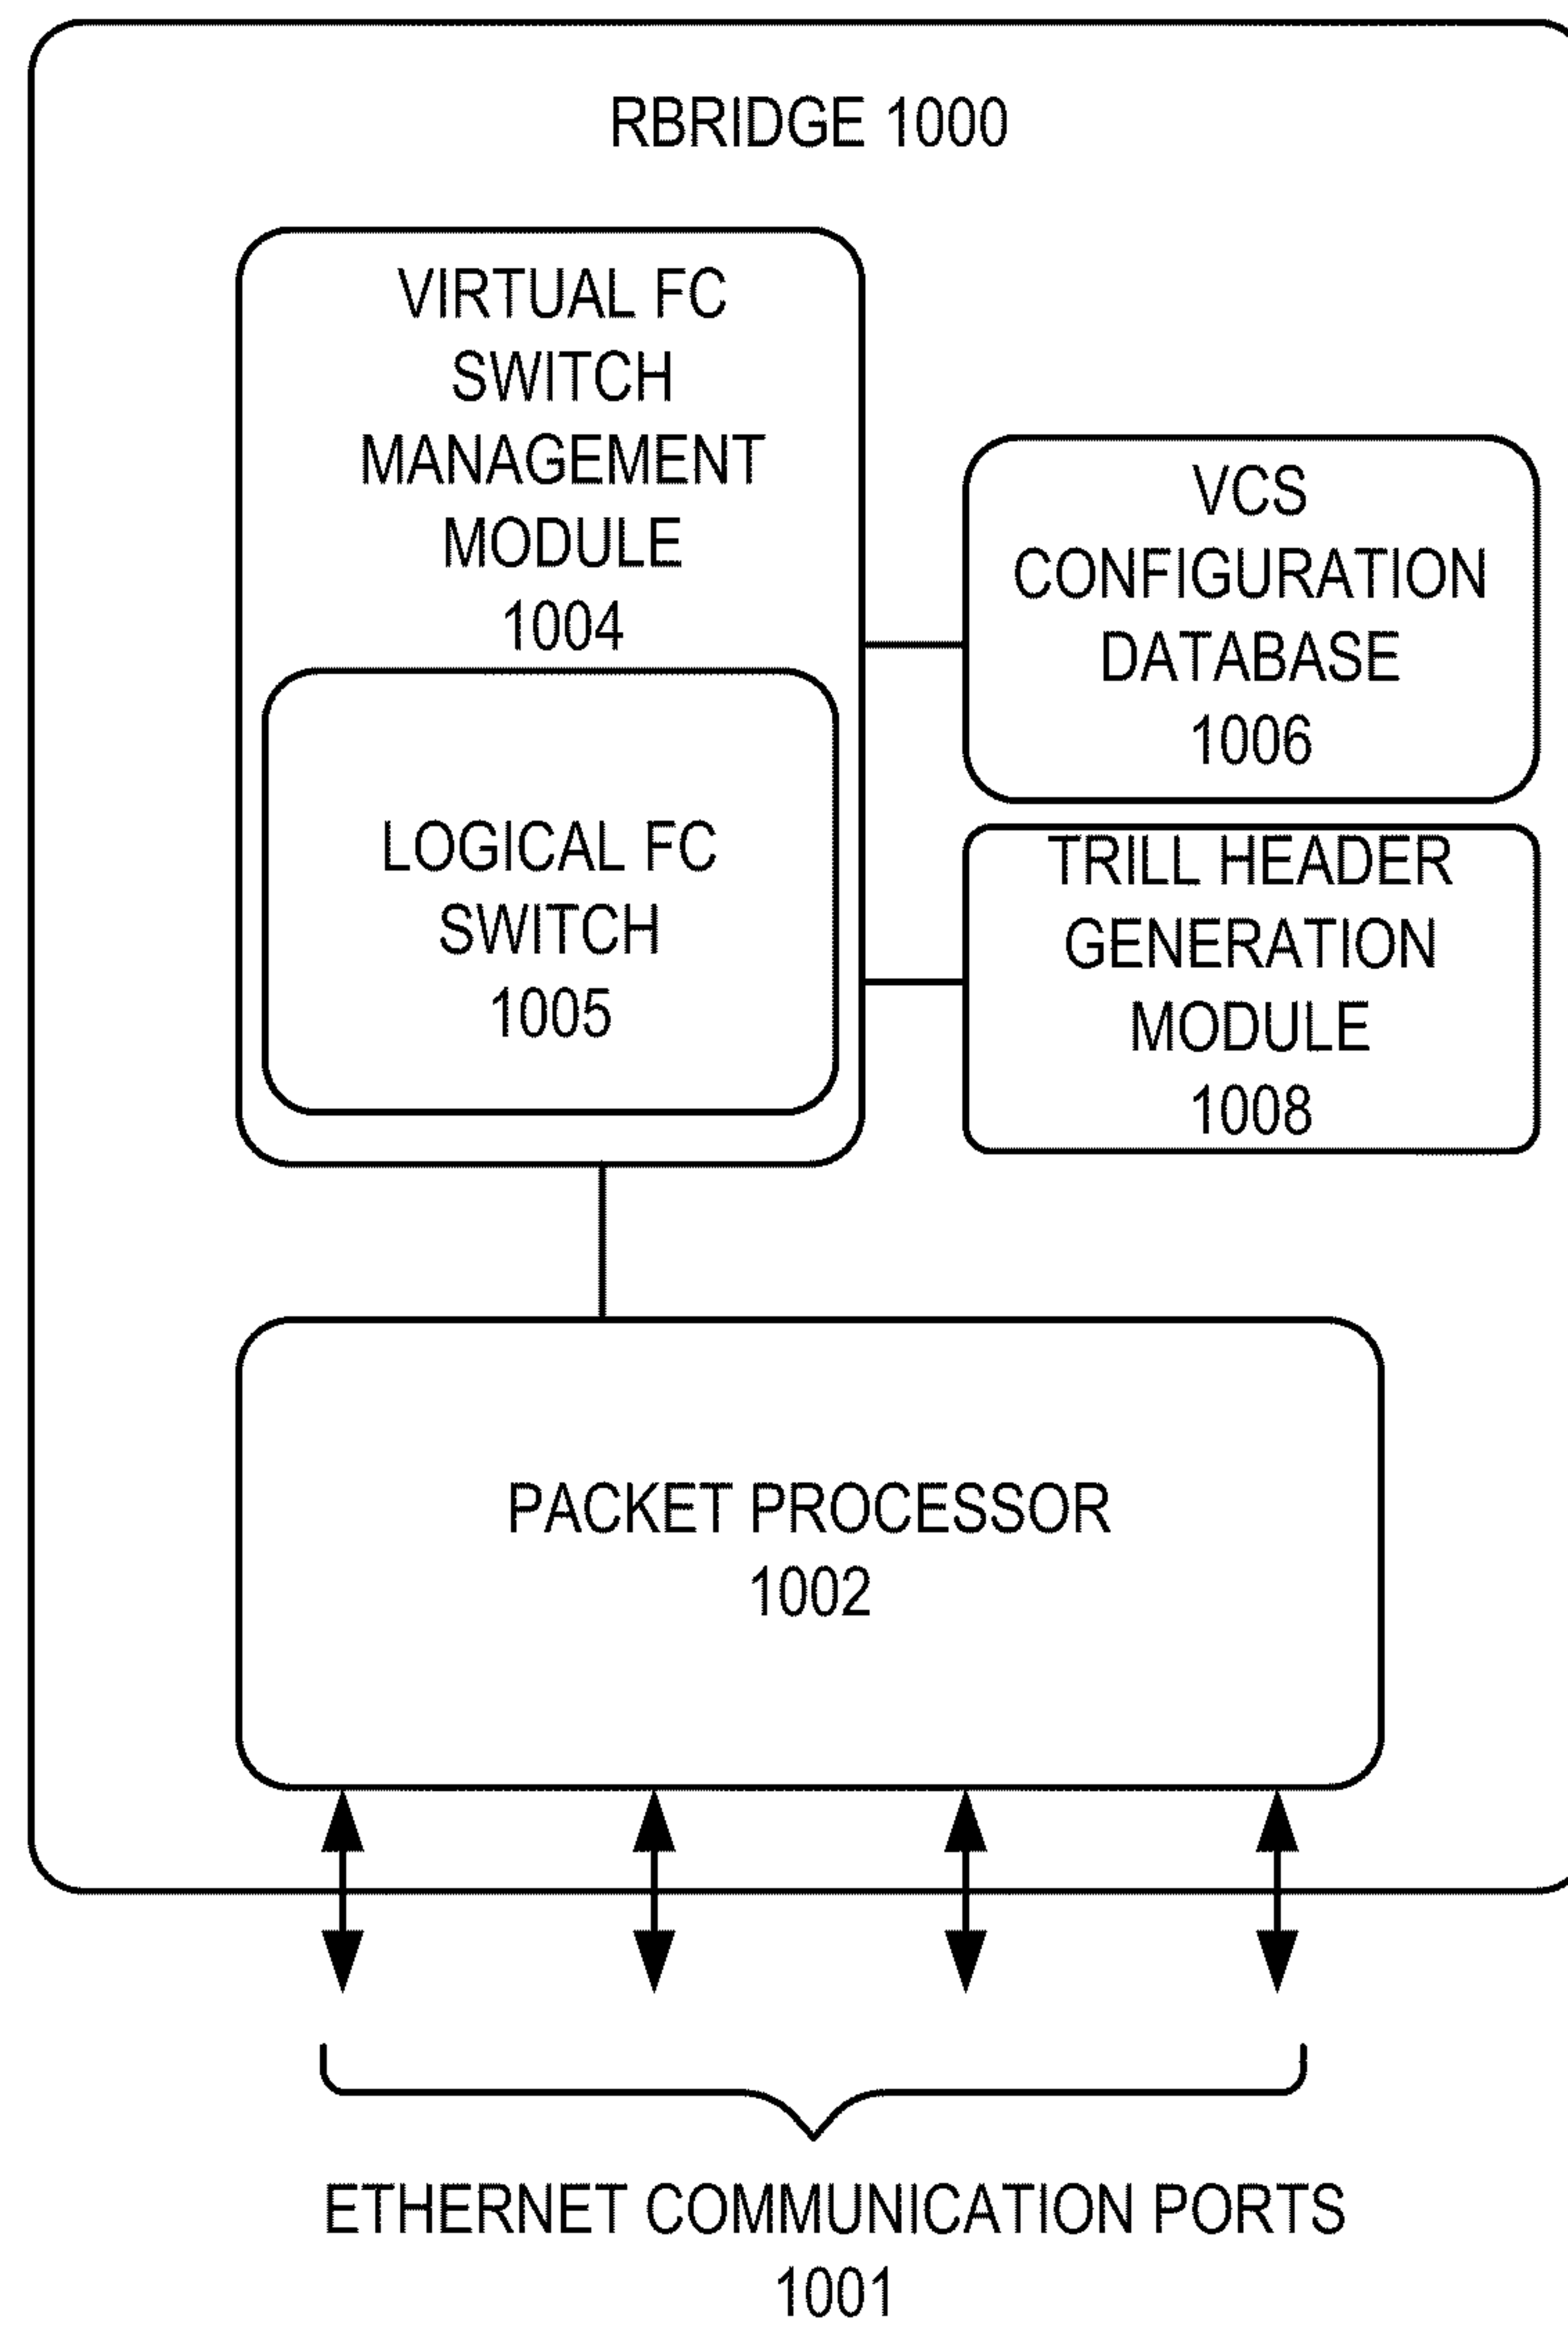 RBRIDGE 1000
VIRTUAL FC
SWITCH
MANAGEMENT
MODULE
1004
LOGICAL FC
SWITCH
1005
VCS
CONFIGURATION
DATABASE
1006
TRILL HEADER
GENERATION
MODULE
1008
PACKET PROCESSOR
1002
ETHERNET COMMUNICATION PORTS
1001